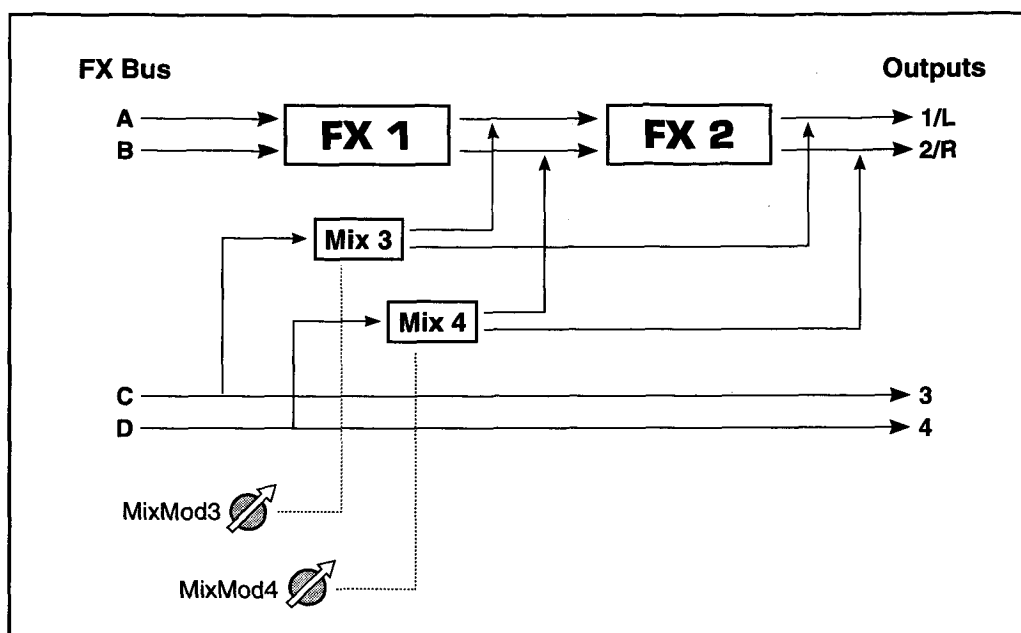 FX Bus
Outputs
A
B
FX 1
FX 2
1/L
2/R
Mix 3
Mix 4
C
D
3
4
MixMod3
MixMod4